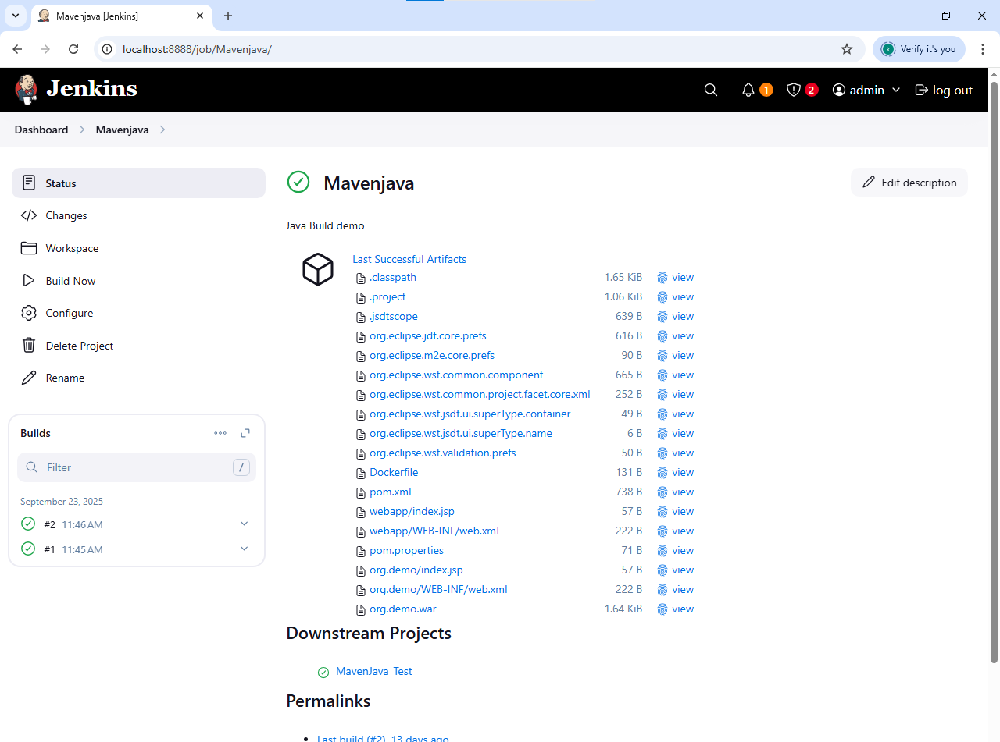 Mavenjava [Jenkins]
localhost:8888/job/Mavenjava/
k
Verify it's you
Jenkins
1
2
admin
log out
Dashboard
Mavenjava
Status
Changes
Workspace
Build Now
Configure
Delete Project
Rename
Builds
Filter
/
September 23, 2025
#2 11:46 AM
#1 11:45 AM
Mavenjava
Edit description
Java Build demo
Last Successful Artifacts
.classpath 1.65 KiB view
.project 1.06 KiB view
.jsdtscope 639 B view
org.eclipse.jdt.core.prefs 616 B view
org.eclipse.m2e.core.prefs 90 B view
org.eclipse.wst.common.component 665 B view
org.eclipse.wst.common.project.facet.core.xml 252 B view
org.eclipse.wst.jsdt.ui.superType.container 49 B view
org.eclipse.wst.jsdt.ui.superType.name 6 B view
org.eclipse.wst.validation.prefs 50 B view
Dockerfile 131 B view
pom.xml 738 B view
webapp/index.jsp 57 B view
webapp/WEB-INF/web.xml 222 B view
pom.properties 71 B view
org.demo/index.jsp 57 B view
org.demo/WEB-INF/web.xml 222 B view
org.demo.war 1.64 KiB view
Downstream Projects
MavenJava_Test
Permalinks
Last build (#2), 13 days ago